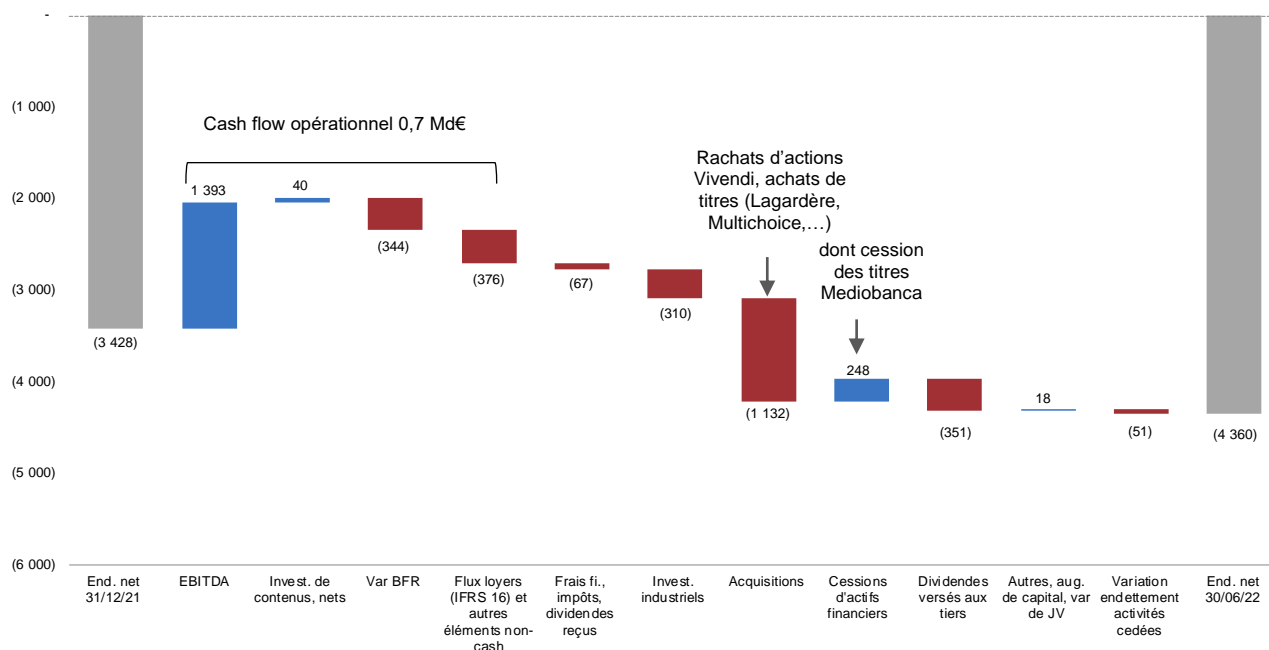 -
(1 000)
(2 000)
(3 000)
(4 000)
(5 000)
(6 000)
Cash flow opérationnel 0,7 Md€
Rachats d’actions
Vivendi, achats de
titres (Lagardère,
Multichoice,…)
dont cession
des titres
Mediobanca
(3 428)
1 393
40
(344)
(376)
(67)
(310)
(1 132)
248
(351)
18
(51)
(4 360)
End. net
31/12/21
EBITDA
Invest. de
contenus, nets
Var BFR
Flux loyers
(IFRS 16) et
autres
éléments non-
cash
Frais fi.,
impôts,
dividendes
reçus
Invest.
industriels
Acquisitions
Cessions
d'actifs
financiers
Dividendes
versés aux
tiers
Autres, aug.
de capital, var
de JV
Variation
endettement
activités
cedées
End. net
30/06/22